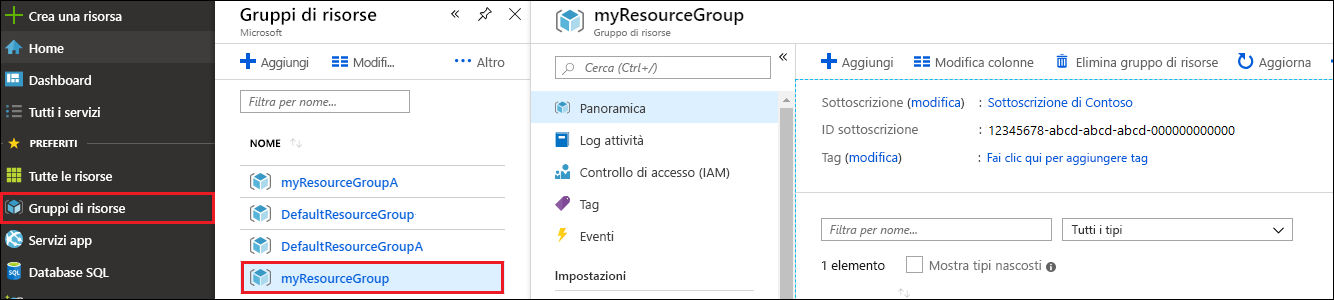 Crea una risorsa
Home
Dashboard
Tutti i servizi
PREFERITI
Tutte le risorse
Gruppi di risorse
Servizi app
Database SQL
Gruppi di risorse
Microsoft
Aggiungi Modifi... Altro
Filtra per nome...
NOME
myResourceGroupA
DefaultResourceGroup
DefaultResourceGroupA
myResourceGroup
myResourceGroup
Gruppo di risorse
Cerca (Ctrl+/)
Panoramica
Log attività
Controllo di accesso (IAM)
Tag
Eventi
Impostazioni
Aggiungi Modifica colonne Elimina gruppo di risorse Aggiorna
Sottoscrizione (modifica) : Sottoscrizione di Contoso
ID sottoscrizione : 12345678-abcd-abcd-abcd-000000000000
Tag (modifica) : Fai clic qui per aggiungere tag
Filtra per nome... Tutti i tipi
1 elemento Mostra tipi nascosti